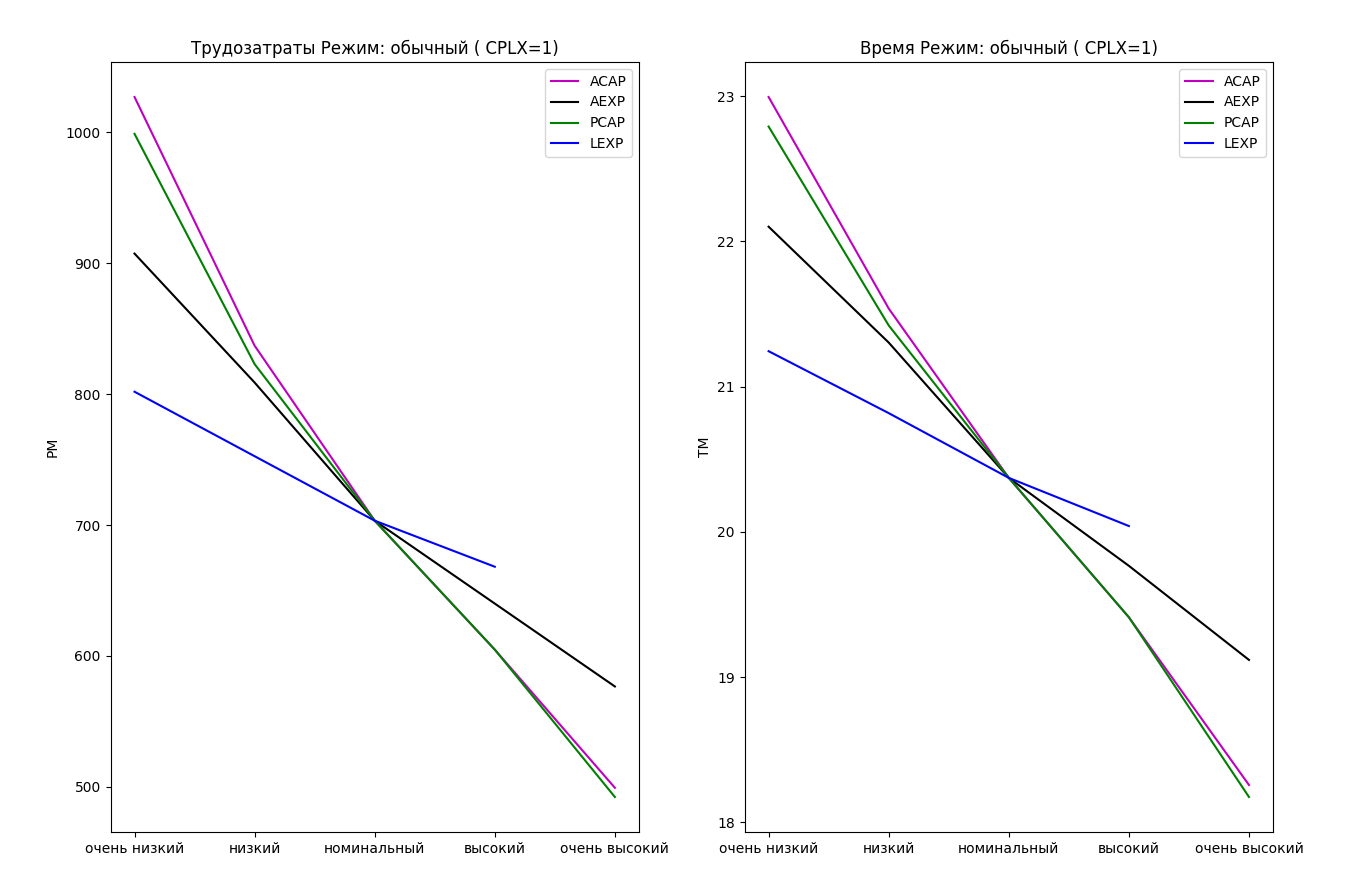 Трудозатраты Режим: обычный ( CPLX=1)
ACAP
AEXP
PCAP
LEXP
1000
900
800
700
600
500
PM
очень низкий
низкий
номинальный
высокий
очень высокий
Время Режим: обычный ( CPLX=1)
ACAP
AEXP
PCAP
LEXP
23
22
21
20
19
18
TM
очень низкий
низкий
номинальный
высокий
очень высокий